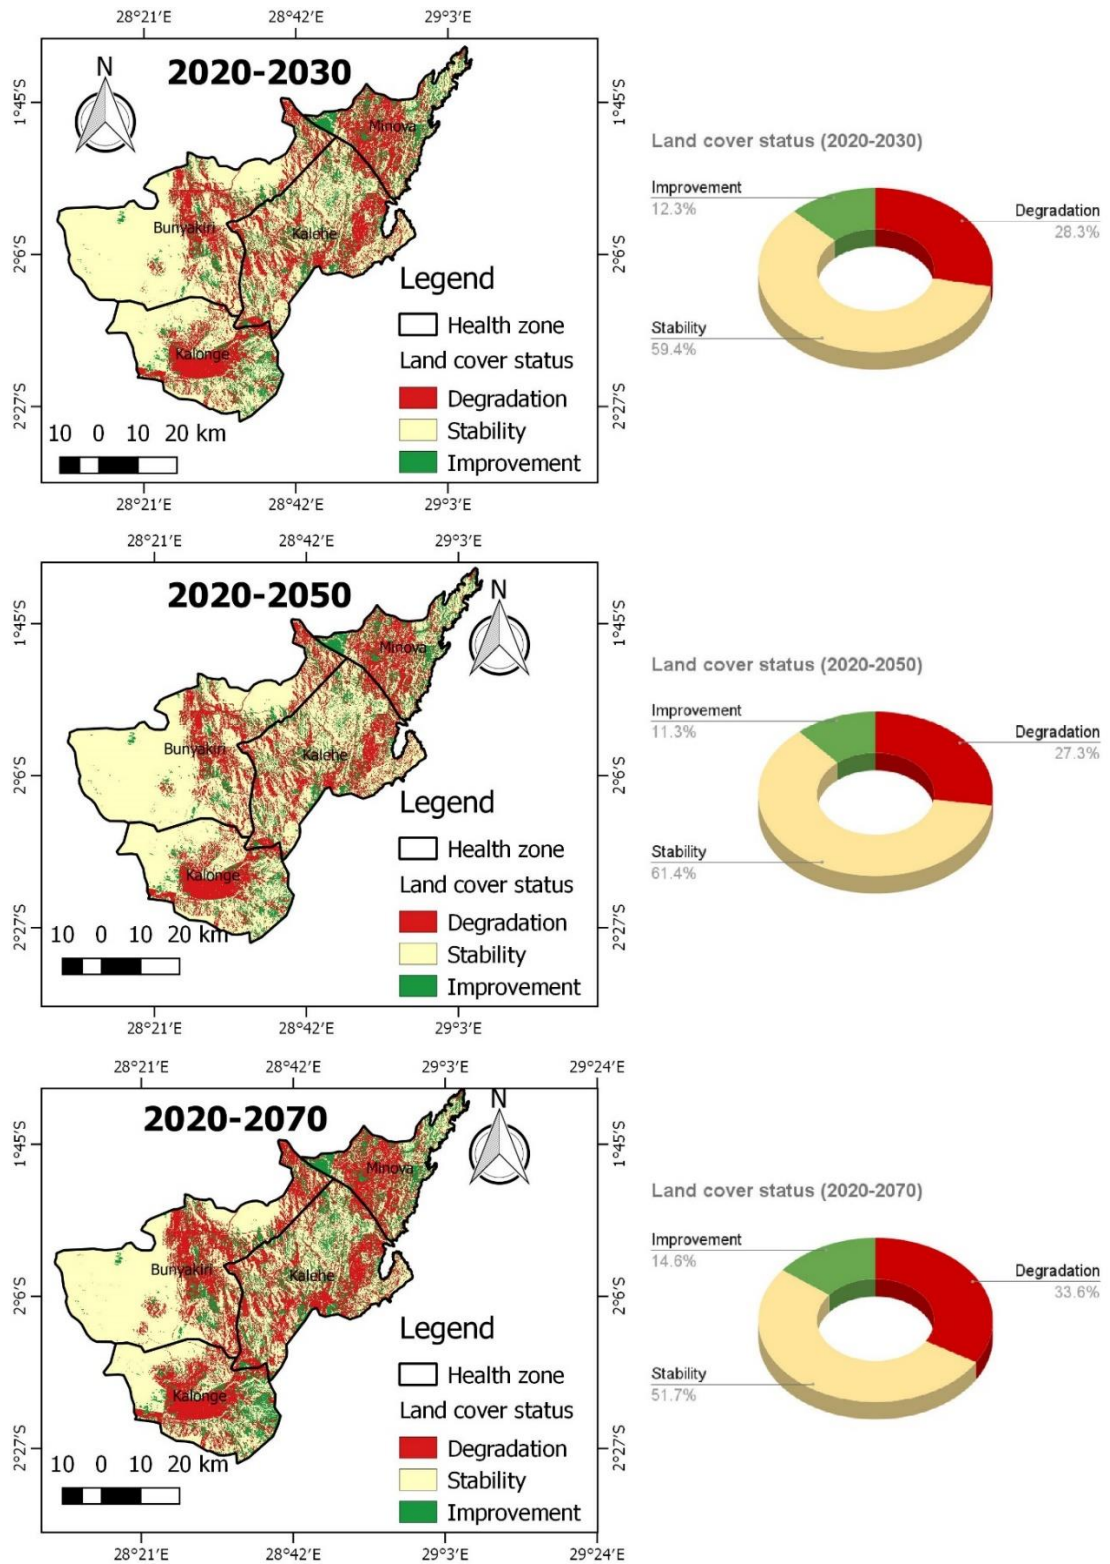 28°21'E 28°42'E 29°3'E
N
2020-2030
1°45'S
1°45'S
Minova
Bunyakiri
Kalehe
2°6'S
2°6'S
Legend
Health zone
Land cover status
Kalonge
Degradation
2°27'S
2°27'S
Stability
10 0 10 20 km
Improvement
28°21'E 28°42'E 29°3'E
Land cover status (2020-2030)
Improvement
12.3%
Degradation
28.3%
Stability
59.4%
28°21'E 28°42'E 29°3'E
2020-2050
N
1°45'S
1°45'S
Minova
Bunyakiri
Kalehe
2°6'S
2°6'S
Legend
Health zone
Land cover status
Kalonge
Degradation
2°27'S
2°27'S
10 0 10 20 km
Stability
Improvement
28°21'E 28°42'E 29°3'E
Land cover status (2020-2050)
Improvement
11.3%
Degradation
27.3%
Stability
61.4%
28°21'E 28°42'E 29°3'E 29°24'E
N
2020-2070
1°45'S
1°45'S
Minova
Bunyakiri
Kalehe
2°6'S
2°6'S
Legend
Health zone
Kalonge
Land cover status
Degradation
2°27'S
2°27'S
10 0 10 20 km
Stability
Improvement
28°21'E 28°42'E 29°3'E 29°24'E
Land cover status (2020-2070)
Improvement
14.6%
Degradation
33.6%
Stability
51.7%